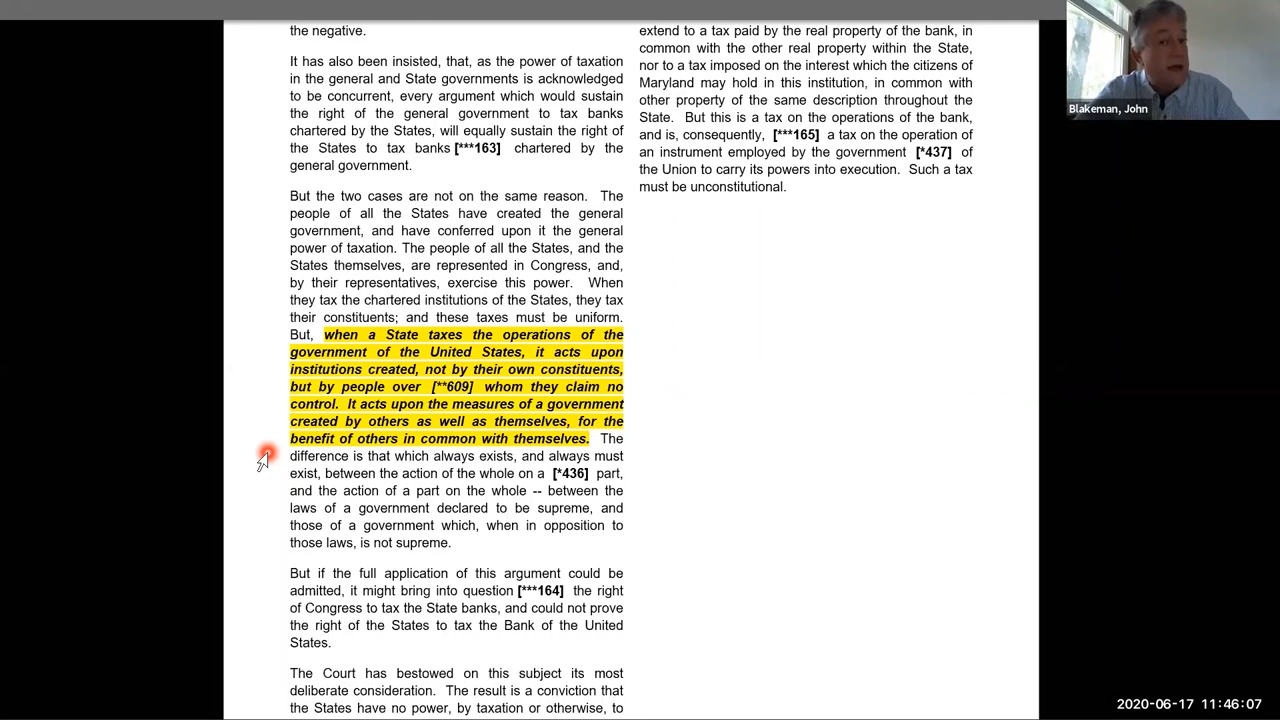 the negative.
It has also been insisted, that, as the power of taxation
in the general and State governments is acknowledged
to be concurrent, every argument which would sustain
the right of the general government to tax banks
chartered by the States, will equally sustain the right of
the States to tax banks [***163] chartered by the
general government.
But the two cases are not on the same reason. The
people of all the States have created the general
government, and have conferred upon it the general
power of taxation. The people of all the States, and the
States themselves, are represented in Congress, and,
by their representatives, exercise this power. When
they tax the chartered institutions of the States, they tax
their constituents; and these taxes must be uniform.
But, when a State taxes the operations of the
government of the United States, it acts upon
institutions created, not by their own constituents,
but by people over [**609] whom they claim no
control. It acts upon the measures of a government
created by others as well as themselves, for the
benefit of others in common with themselves. The
difference is that which always exists, and always must
exist, between the action of the whole on a [*436] part,
and the action of a part on the whole -- between the
laws of a government declared to be supreme, and
those of a government which, when in opposition to
those laws, is not supreme.
But if the full application of this argument could be
admitted, it might bring into question [***164] the right
of Congress to tax the State banks, and could not prove
the right of the States to tax the Bank of the United
States.
The Court has bestowed on this subject its most
deliberate consideration. The result is a conviction that
the States have no power, by taxation or otherwise, to
extend to a tax paid by the real property of the bank, in
common with the other real property within the State,
nor to a tax imposed on the interest which the citizens of
Maryland may hold in this institution, in common with
other property of the same description throughout the
State. But this is a tax on the operations of the bank,
and is, consequently, [***165] a tax on the operation of
an instrument employed by the government [*437] of
the Union to carry its powers into execution. Such a tax
must be unconstitutional.
Blakeman, John
2020-06-17 11:46:07